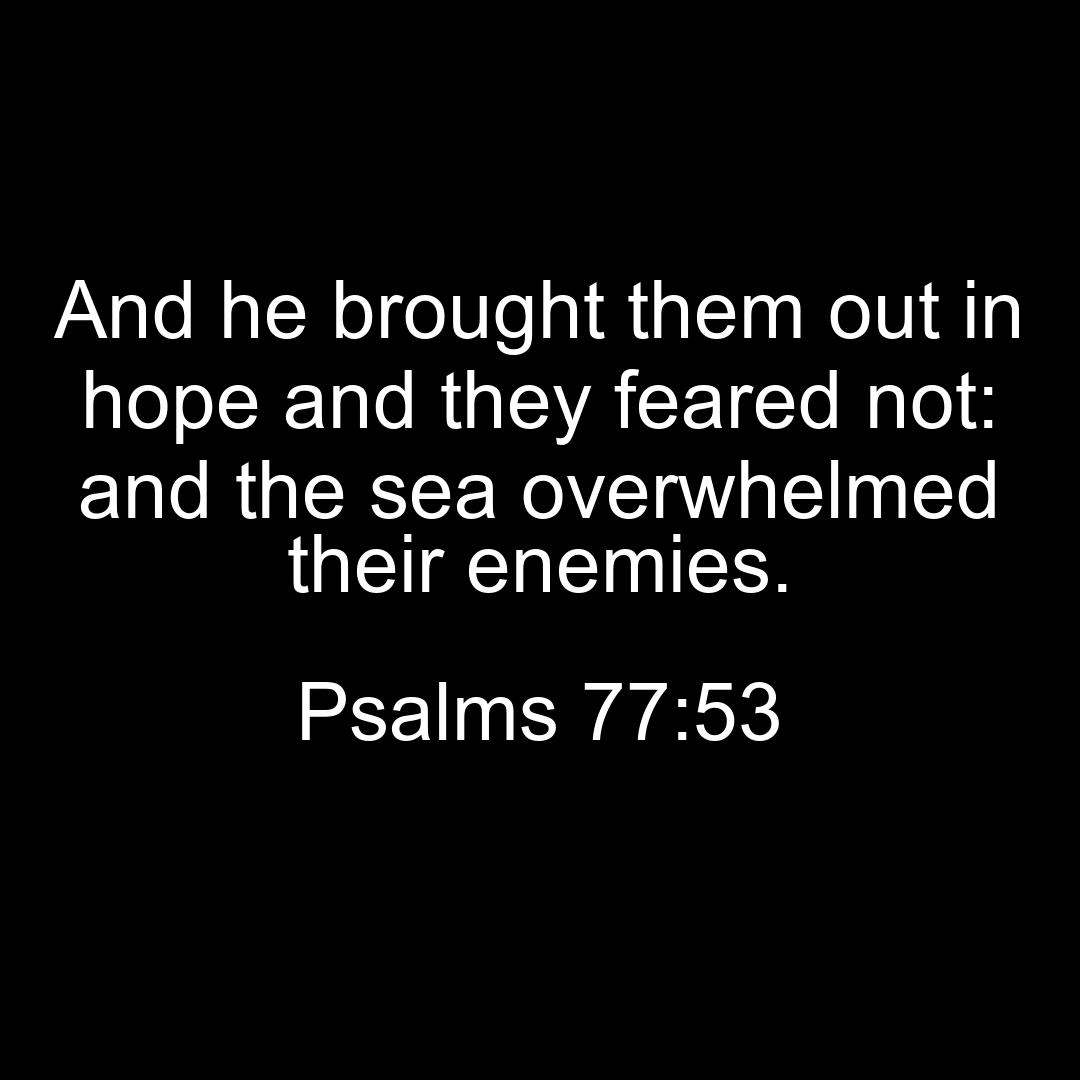 And he brought them out in
hope and they feared not:
and the sea overwhelmed
their enemies.
Psalms 77:53